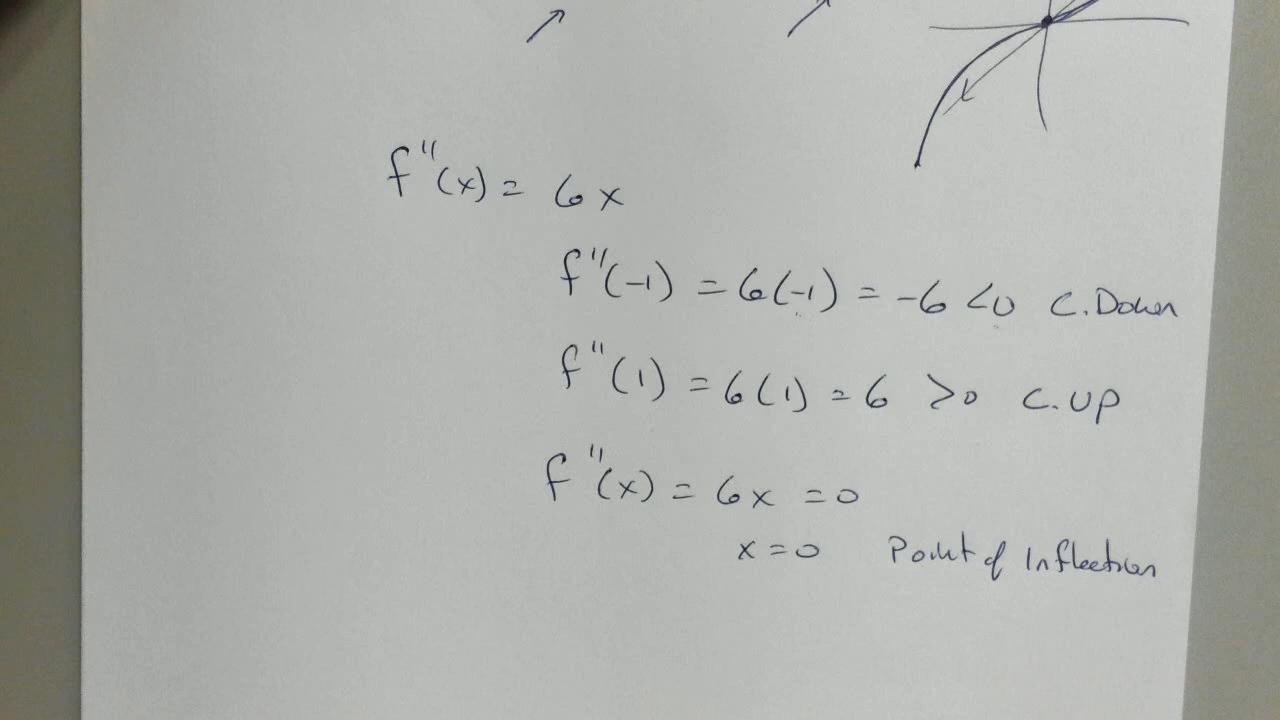 f''(x) = 6x
f''(-1) = 6(-1) = -6 <0 C.Down
f''(1) = 6(1) = 6 >0 C.UP
f''(x) = 6x =0
x=0 Point of Inflection